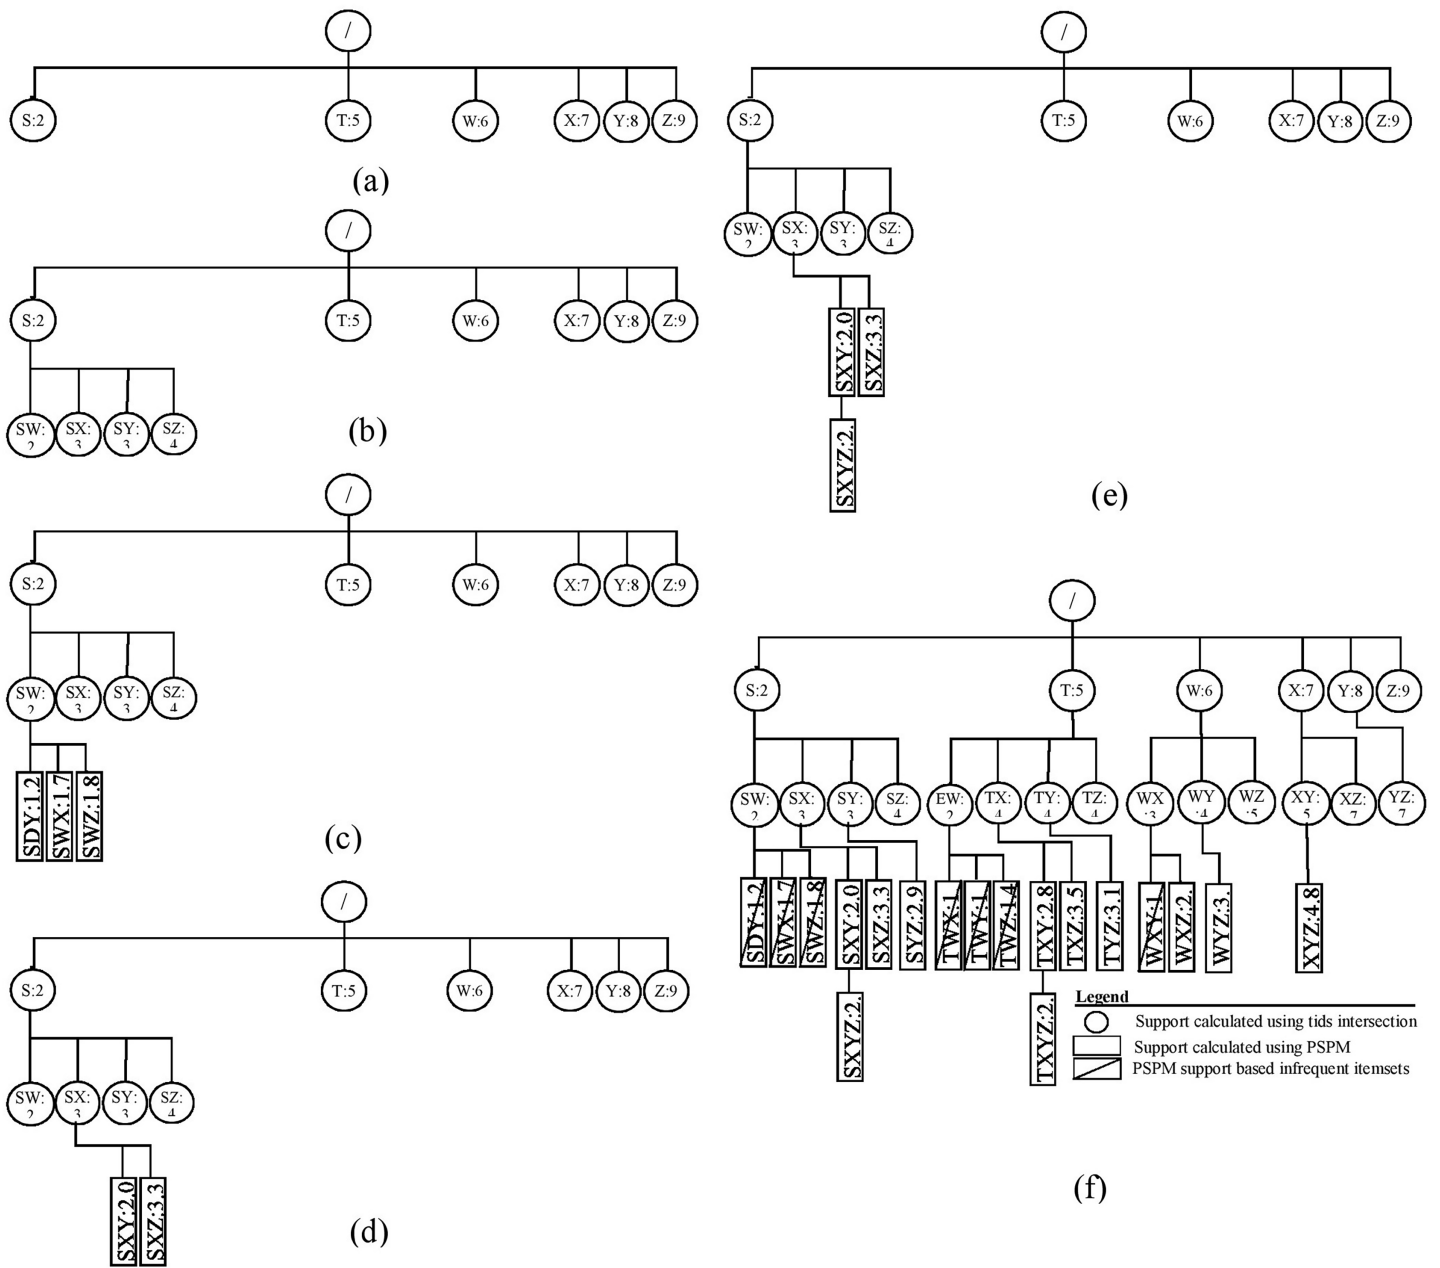 /
S:2
T:5
W:6
X:7
Y:8
Z:9
(a)
/
S:2
T:5
W:6
X:7
Y:8
Z:9
SW:
2
SX:
3
SY:
3
SZ:
4
(b)
/
S:2
T:5
W:6
X:7
Y:8
Z:9
SW:
2
SX:
3
SY:
3
SZ:
4
SDY:1.2
SWX:1.7
SWZ:1.8
(c)
/
S:2
T:5
W:6
X:7
Y:8
Z:9
SW:
2
SX:
3
SY:
3
SZ:
4
SXY:2.0
SXZ:3.3
(d)
/
S:2
T:5
W:6
X:7
Y:8
Z:9
SW:
2
SX:
3
SY:
3
SZ:
4
SXY:2.0
SXZ:3.3
SXYZ:2.
(e)
/
S:2
T:5
W:6
X:7
Y:8
Z:9
SW:
2
SX:
3
SY:
3
SZ:
4
EW:
2
TX:
4
TY:
4
TZ:
4
WX
:3
WY
:4
WZ
:5
XY:
5
XZ:
7
YZ:
7
SDY:1.2
SWX:1.7
SWZ:1.8
SXY:2.0
SXZ:3.3
SYZ:2.9
TWX:1
TWY:1
TWZ:1.4
TXY:2.8
TXZ:3.5
TYZ:3.1
WXY:1
WXZ:2.
WYZ:3.
XYZ:4.8
SXYZ:2.
TXYZ:2.
Legend
Support calculated using tids intersection
Support calculated using PSPM
PSPM support based infrequent itemsets
(f)